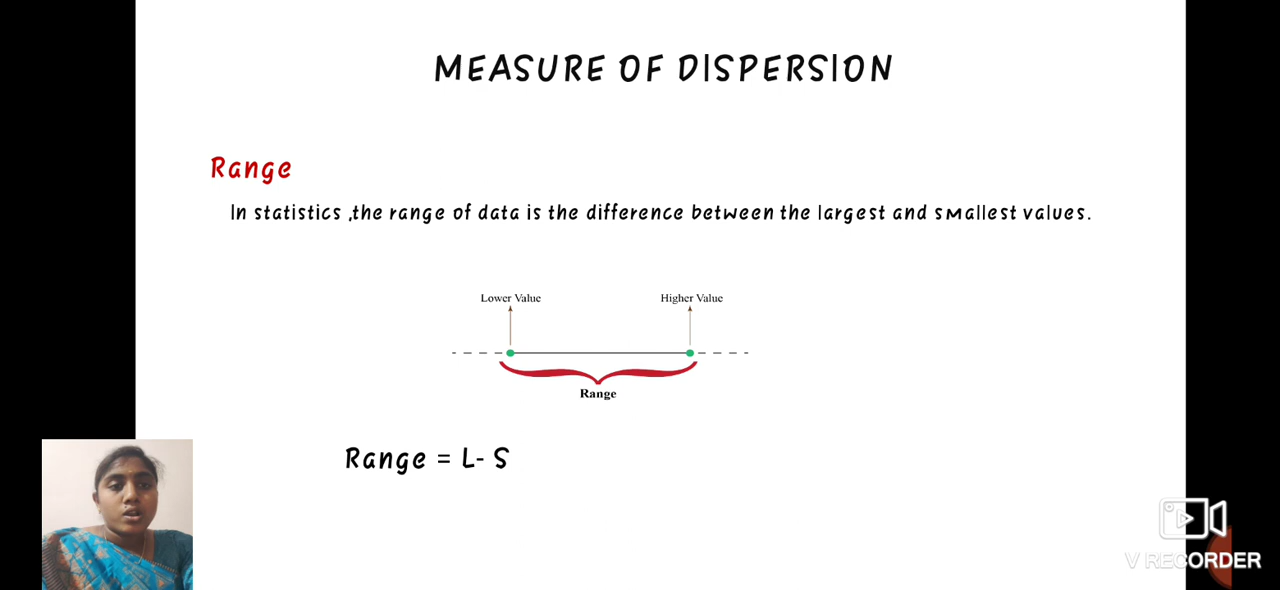 MEASURE OF DISPERSION
Range
In statistics ,the range of data is the difference between the largest and smallest values.
Lower Value Higher Value
Range
Range = L- S
V RECORDER